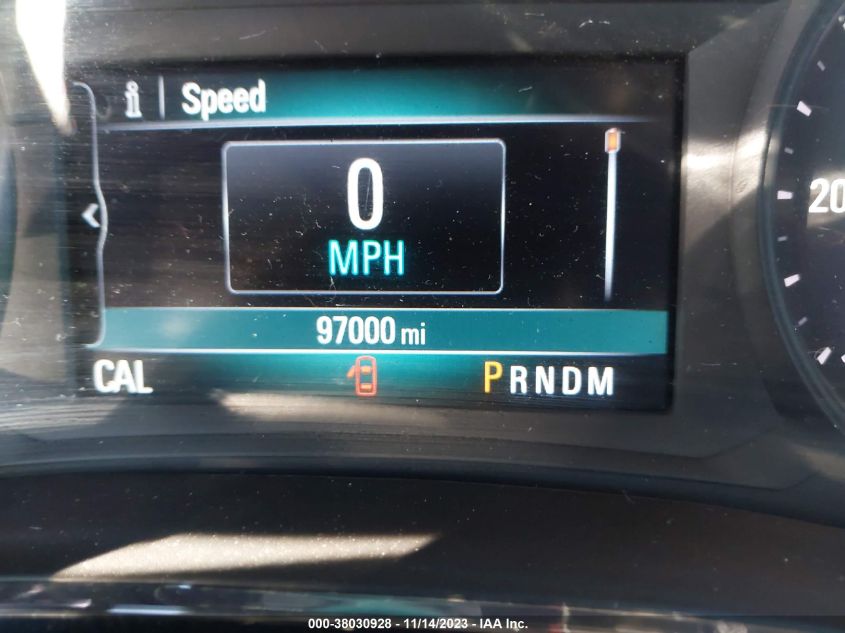 i | Speed
0
MPH
20
97000 mi
CAL PRNDM
000-38030928 - 11/14/2023 - IAA Inc.